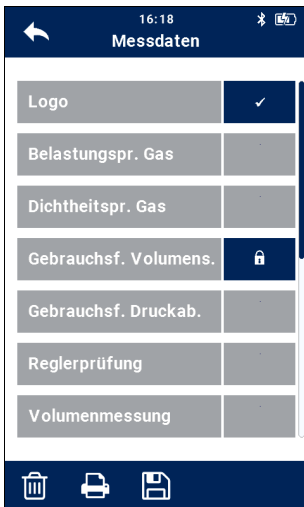 16:18
Messdaten
Logo
Belastungspr. Gas
Dichtheitspr. Gas
Gebrauchsf. Volumens.
Gebrauchsf. Druckab.
Reglerprüfung
Volumenmessung